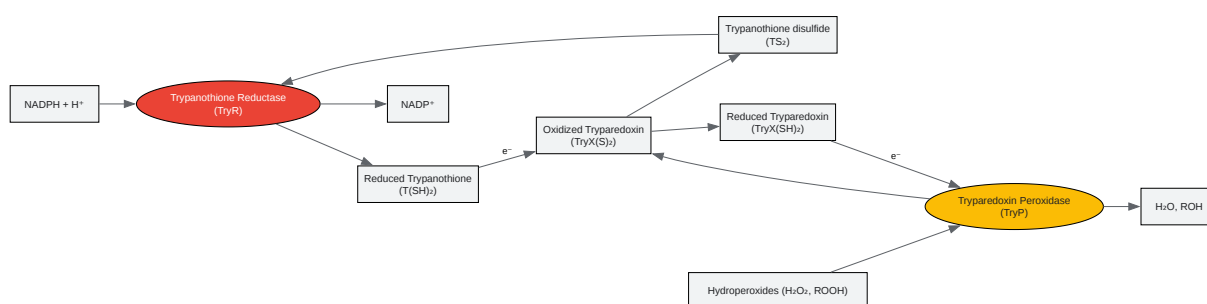 Trypanothione disulfide
(TS₂)
NADPH + H⁺
Trypanothione Reductase
(TryR)
NADP⁺
Oxidized Tryparedoxin
(TryX(S)₂)
Reduced Tryparedoxin
(TryX(SH)₂)
e⁻
e⁻
Reduced Trypanothione
(T(SH)₂)
Tryparedoxin Peroxidase
(TryP)
H₂O, ROH
Hydroperoxides (H₂O₂, ROOH)